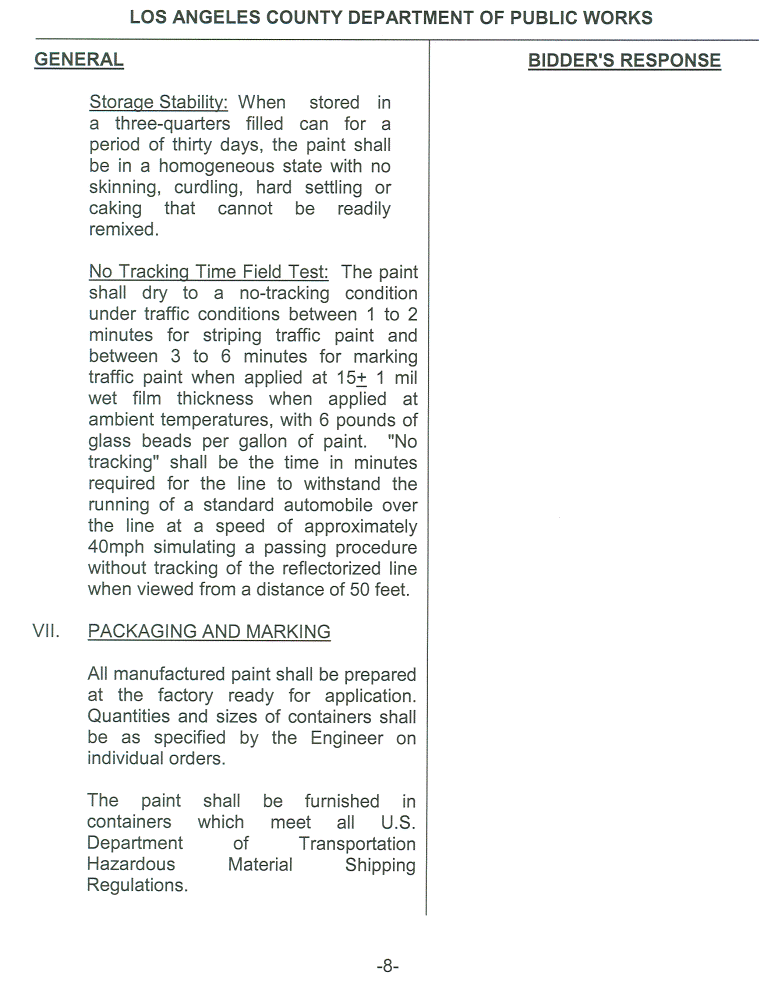 LOS ANGELES COUNTY DEPARTMENT OF PUBLIC WORKS
GENERAL
BIDDER'S RESPONSE
Storage Stability: When stored in
a three-quarters filled can for a
period of thirty days, the paint shall
be in a homogeneous state with no
skinning, curdling, hard settling or
caking that cannot be readily
remixed.
No Tracking Time Field Test: The paint
shall dry to a no-tracking condition
under traffic conditions between 1 to 2
minutes for striping traffic paint and
between 3 to 6 minutes for marking
traffic paint when applied at 15± 1 mil
wet film thickness when applied at
ambient temperatures, with 6 pounds of
glass beads per gallon of paint. "No
tracking" shall be the time in minutes
required for the line to withstand the
running of a standard automobile over
the line at a speed of approximately
40mph simulating a passing procedure
without tracking of the reflectorized line
when viewed from a distance of 50 feet.
VII. PACKAGING AND MARKING
All manufactured paint shall be prepared
at the factory ready for application.
Quantities and sizes of containers shall
be as specified by the Engineer on
individual orders.
The paint shall be furnished in
containers which meet all U.S.
Department of Transportation
Hazardous Material Shipping
Regulations.
-8-